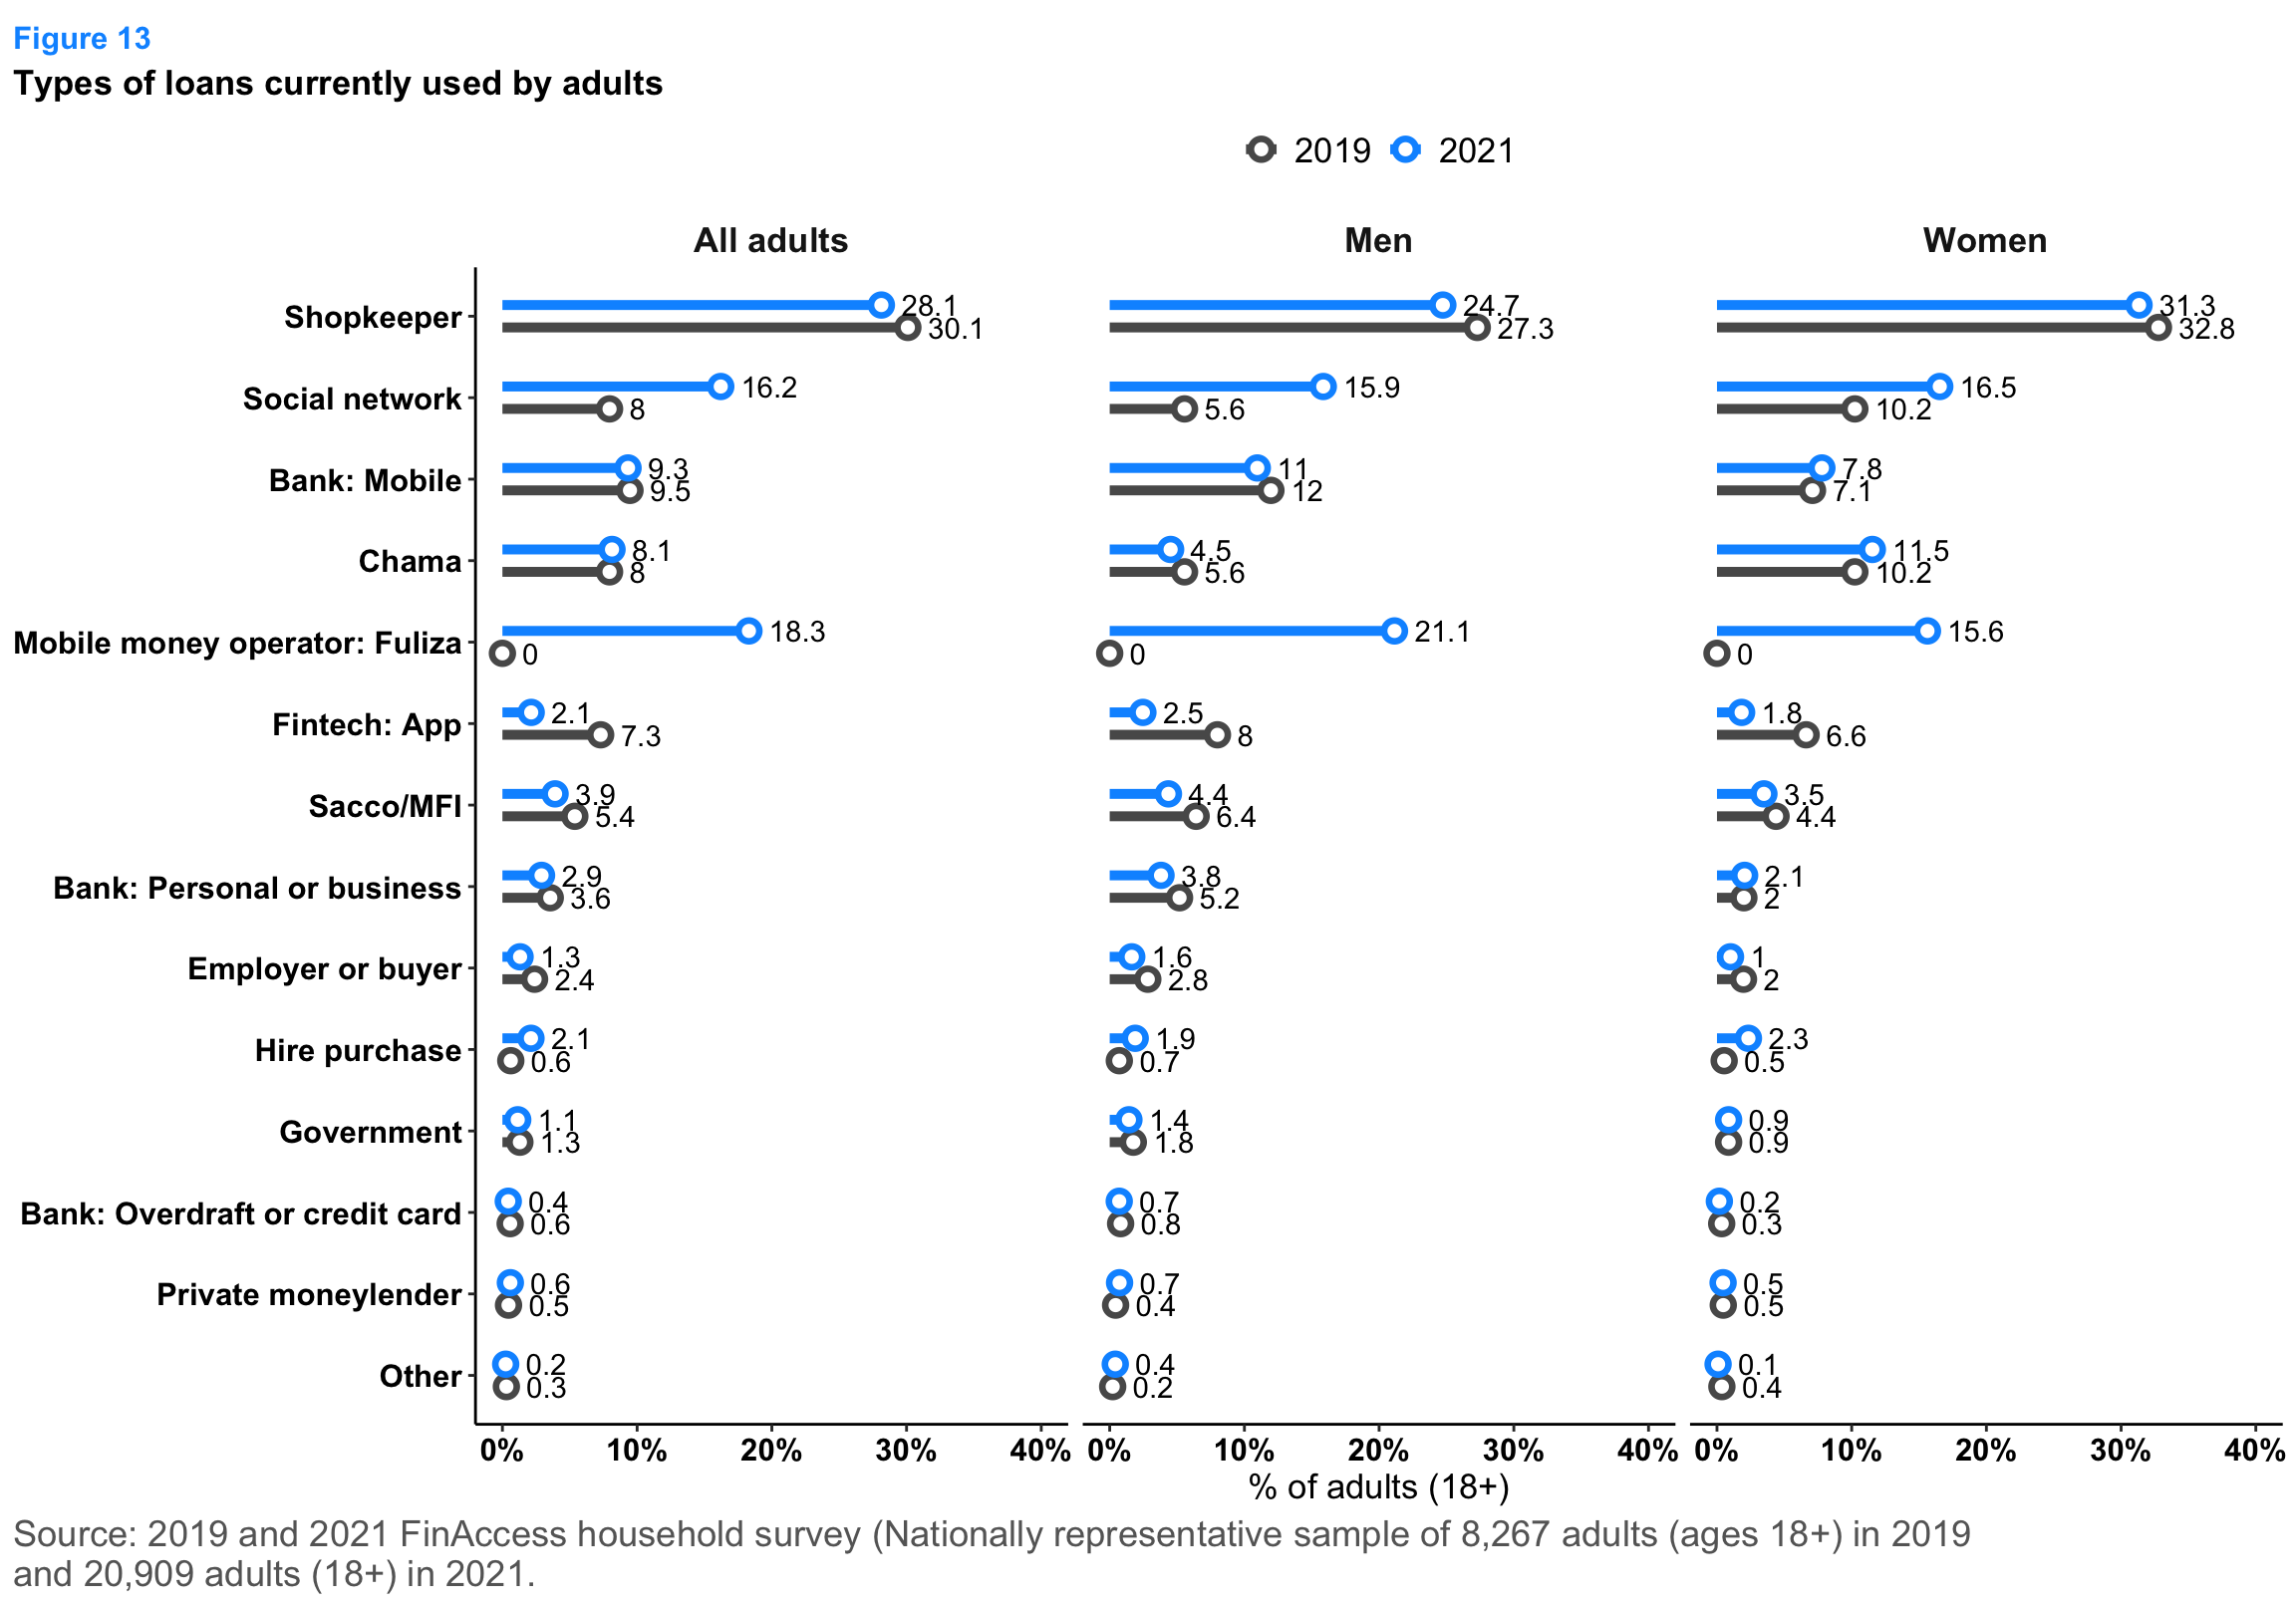 Figure 13
Types of loans currently used by adults
2019 2021
All adults Men Women
Shopkeeper 28.1 24.7 31.3
30.1 27.3 32.8
Social network 16.2 15.9 16.5
8 5.6 10.2
Bank: Mobile 9.3 11 7.8
9.5 12 7.1
Chama 8.1 4.5 11.5
8 5.6 10.2
Mobile money operator: Fuliza 18.3 21.1 15.6
0 0 0
Fintech: App 2.1 2.5 1.8
7.3 8 6.6
Sacco/MFI 3.9 4.4 3.5
5.4 6.4 4.4
Bank: Personal or business 2.9 3.8 2.1
3.6 5.2 2
Employer or buyer 1.3 1.6 1
2.4 2.8 2
Hire purchase 2.1 1.9 2.3
0.6 0.7 0.5
Government 1.1 1.4 0.9
1.3 1.8 0.9
Bank: Overdraft or credit card 0.4 0.7 0.2
0.6 0.8 0.3
Private moneylender 0.6 0.7 0.5
0.5 0.4 0.5
Other 0.2 0.4 0.1
0.3 0.2 0.4
0% 10% 20% 30% 40% 0% 10% 20% 30% 40% 0% 10% 20% 30% 40%
% of adults (18+)
Source: 2019 and 2021 FinAccess household survey (Nationally representative sample of 8,267 adults (ages 18+) in 2019
and 20,909 adults (18+) in 2021.